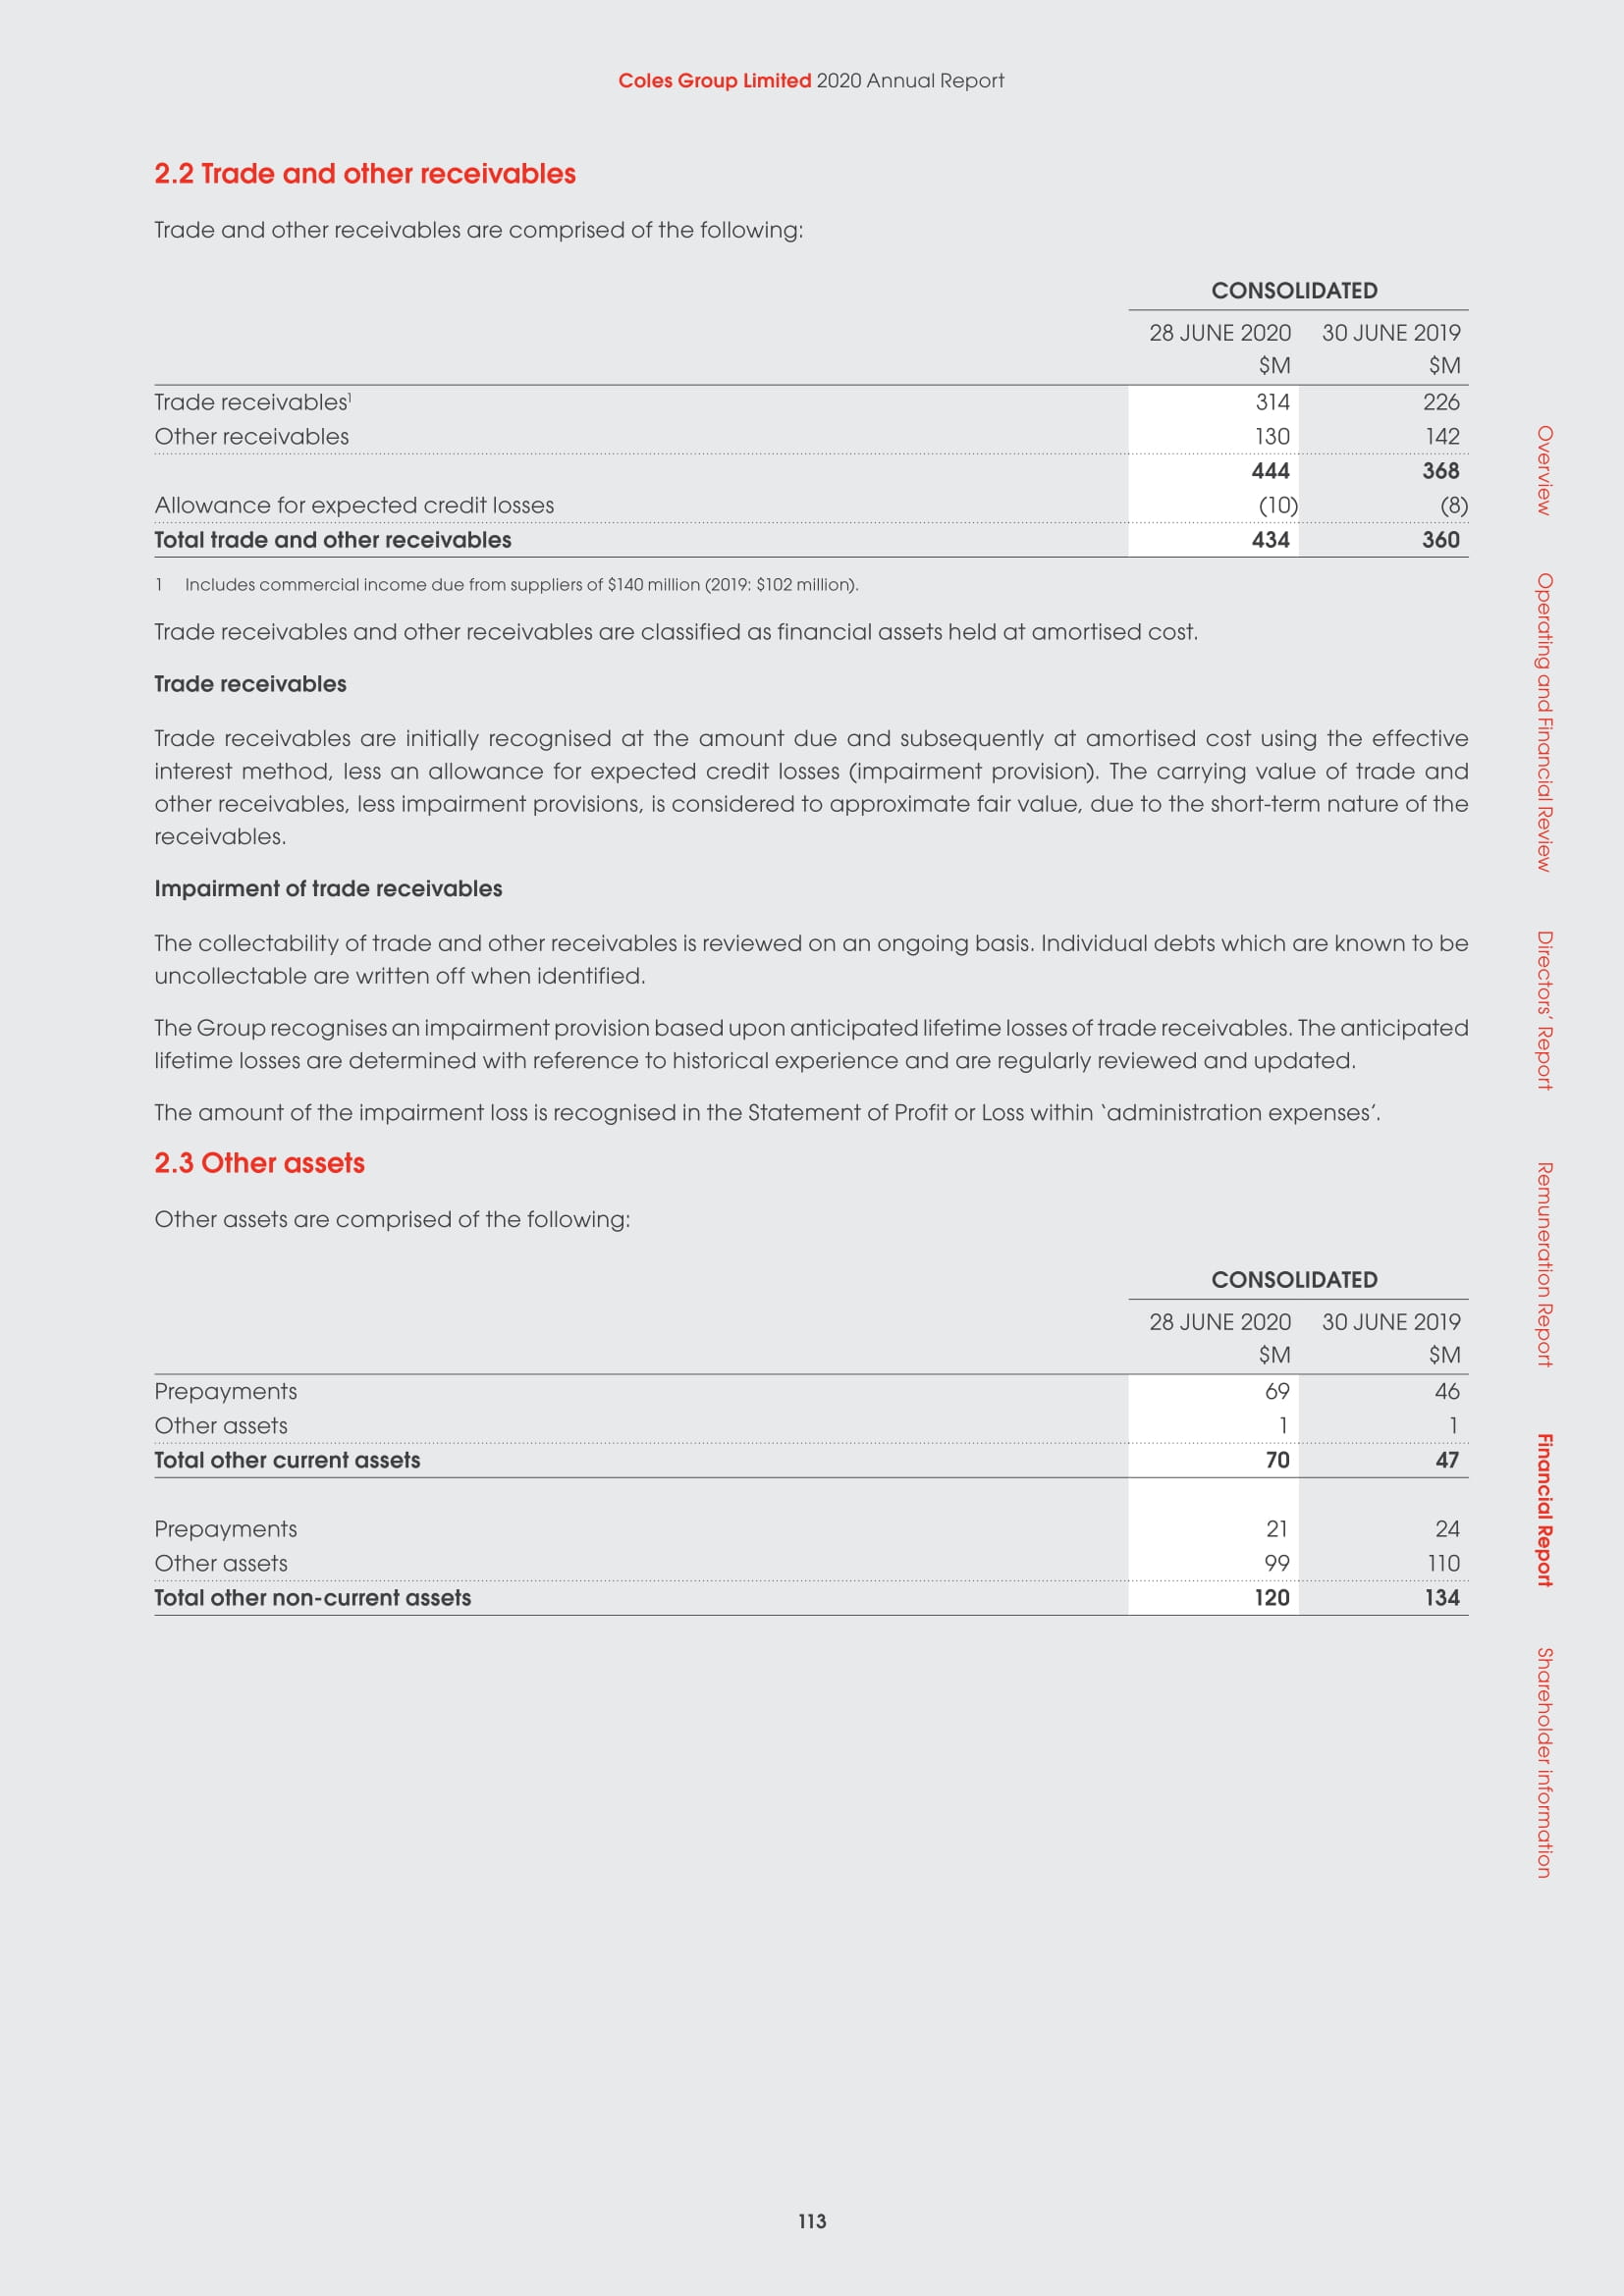 Coles Group Limited 2020 Annual Report
2.2 Trade and other receivables
Trade and other receivables are comprised of the following:
CONSOLIDATED
28 JUNE 2020 30 JUNE 2019
$M $M
Trade receivables¹ 314 226
Other receivables 130 142
444 368
Allowance for expected credit losses (10) (8)
Total trade and other receivables 434 360
1 Includes commercial income due from suppliers of $140 million (2019: $102 million).
Trade receivables and other receivables are classified as financial assets held at amortised cost.
Trade receivables
Trade receivables are initially recognised at the amount due and subsequently at amortised cost using the effective
interest method, less an allowance for expected credit losses (impairment provision). The carrying value of trade and
other receivables, less impairment provisions, is considered to approximate fair value, due to the short-term nature of the
receivables.
Impairment of trade receivables
The collectability of trade and other receivables is reviewed on an ongoing basis. Individual debts which are known to be
uncollectable are written off when identified.
The Group recognises an impairment provision based upon anticipated lifetime losses of trade receivables. The anticipated
lifetime losses are determined with reference to historical experience and are regularly reviewed and updated.
The amount of the impairment loss is recognised in the Statement of Profit or Loss within ‘administration expenses’.
2.3 Other assets
Other assets are comprised of the following:
CONSOLIDATED
28 JUNE 2020 30 JUNE 2019
$M $M
Prepayments 69 46
Other assets 1 1
Total other current assets 70 47
Prepayments 21 24
Other assets 99 110
Total other non-current assets 120 134
Overview
Operating and Financial Review
Directors’ Report
Remuneration Report
Financial Report
Shareholder information
113